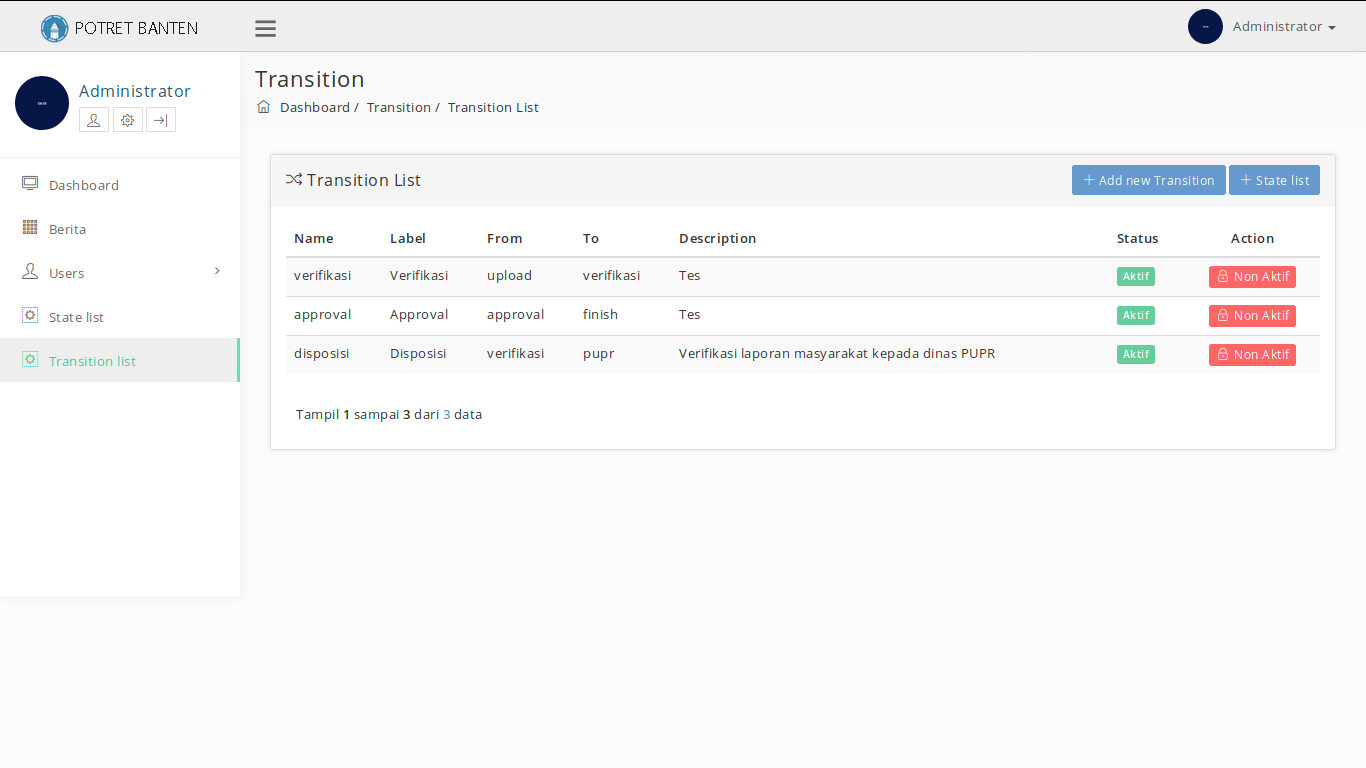 POTRET BANTEN
Administrator
Administrator
Dashboard
Berita
Users
State list
Transition list
Transition
Dashboard / Transition / Transition List
Transition List
Add new Transition
State list
Name Label From To Description Status Action
verifikasi Verifikasi upload verifikasi Tes Aktif Non Aktif
approval Approval approval finish Tes Aktif Non Aktif
disposisi Disposisi verifikasi pupr Verifikasi laporan masyarakat kepada dinas PUPR Aktif Non Aktif
Tampil 1 sampai 3 dari 3 data